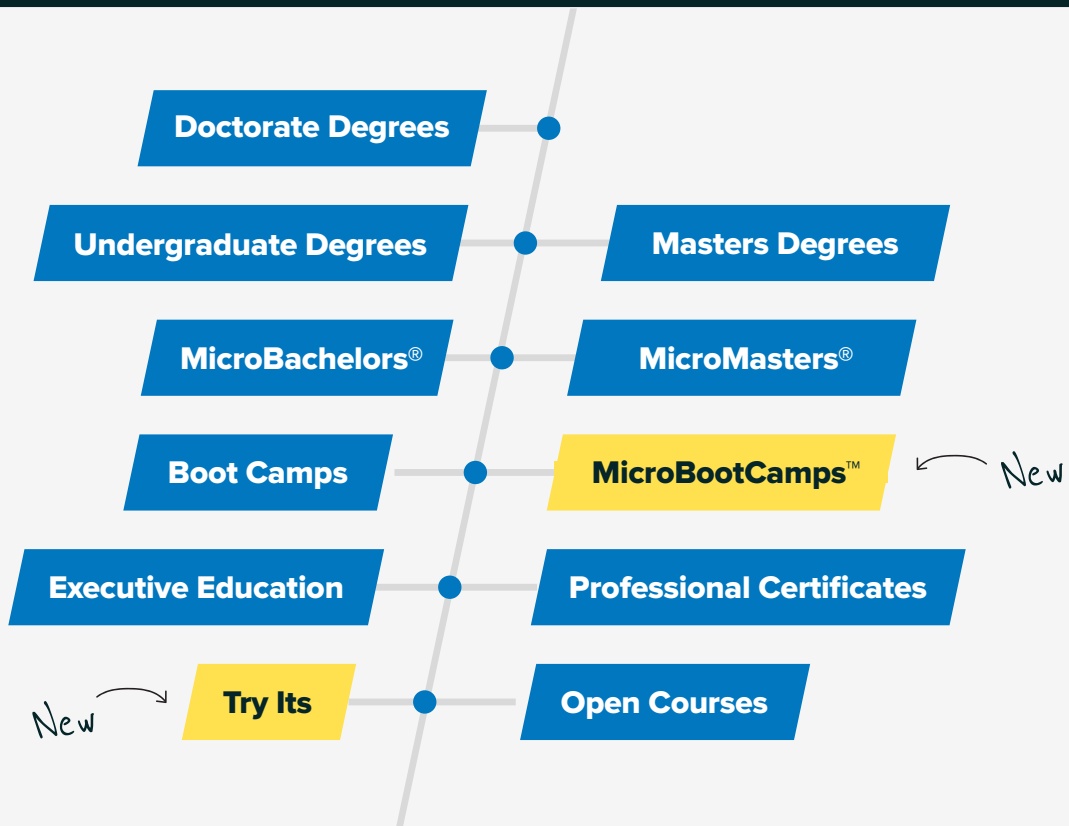 Doctorate Degrees
Undergraduate Degrees
Masters Degrees
MicroBachelors®
MicroMasters®
Boot Camps
MicroBootCamps™
New
Executive Education
Professional Certificates
New
Try Its
Open Courses